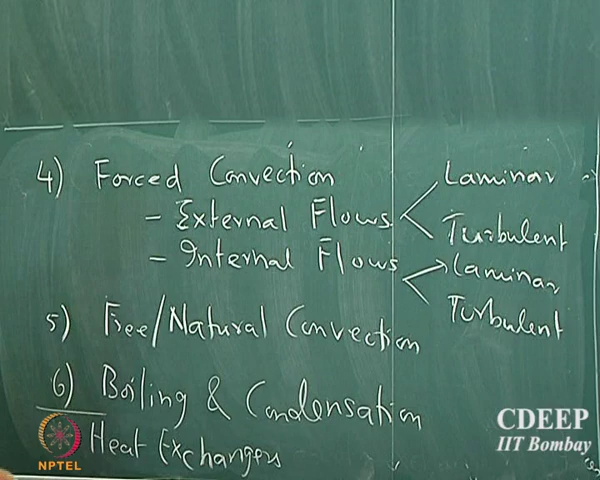 4) Forced Convection
- External Flows < Laminar
Turbulent
- Internal Flows < Laminar
Turbulent
5) Free/Natural Convection
6) Boiling & Condensation
Heat Exchangers
CDEEP
IIT Bombay
NPTEL